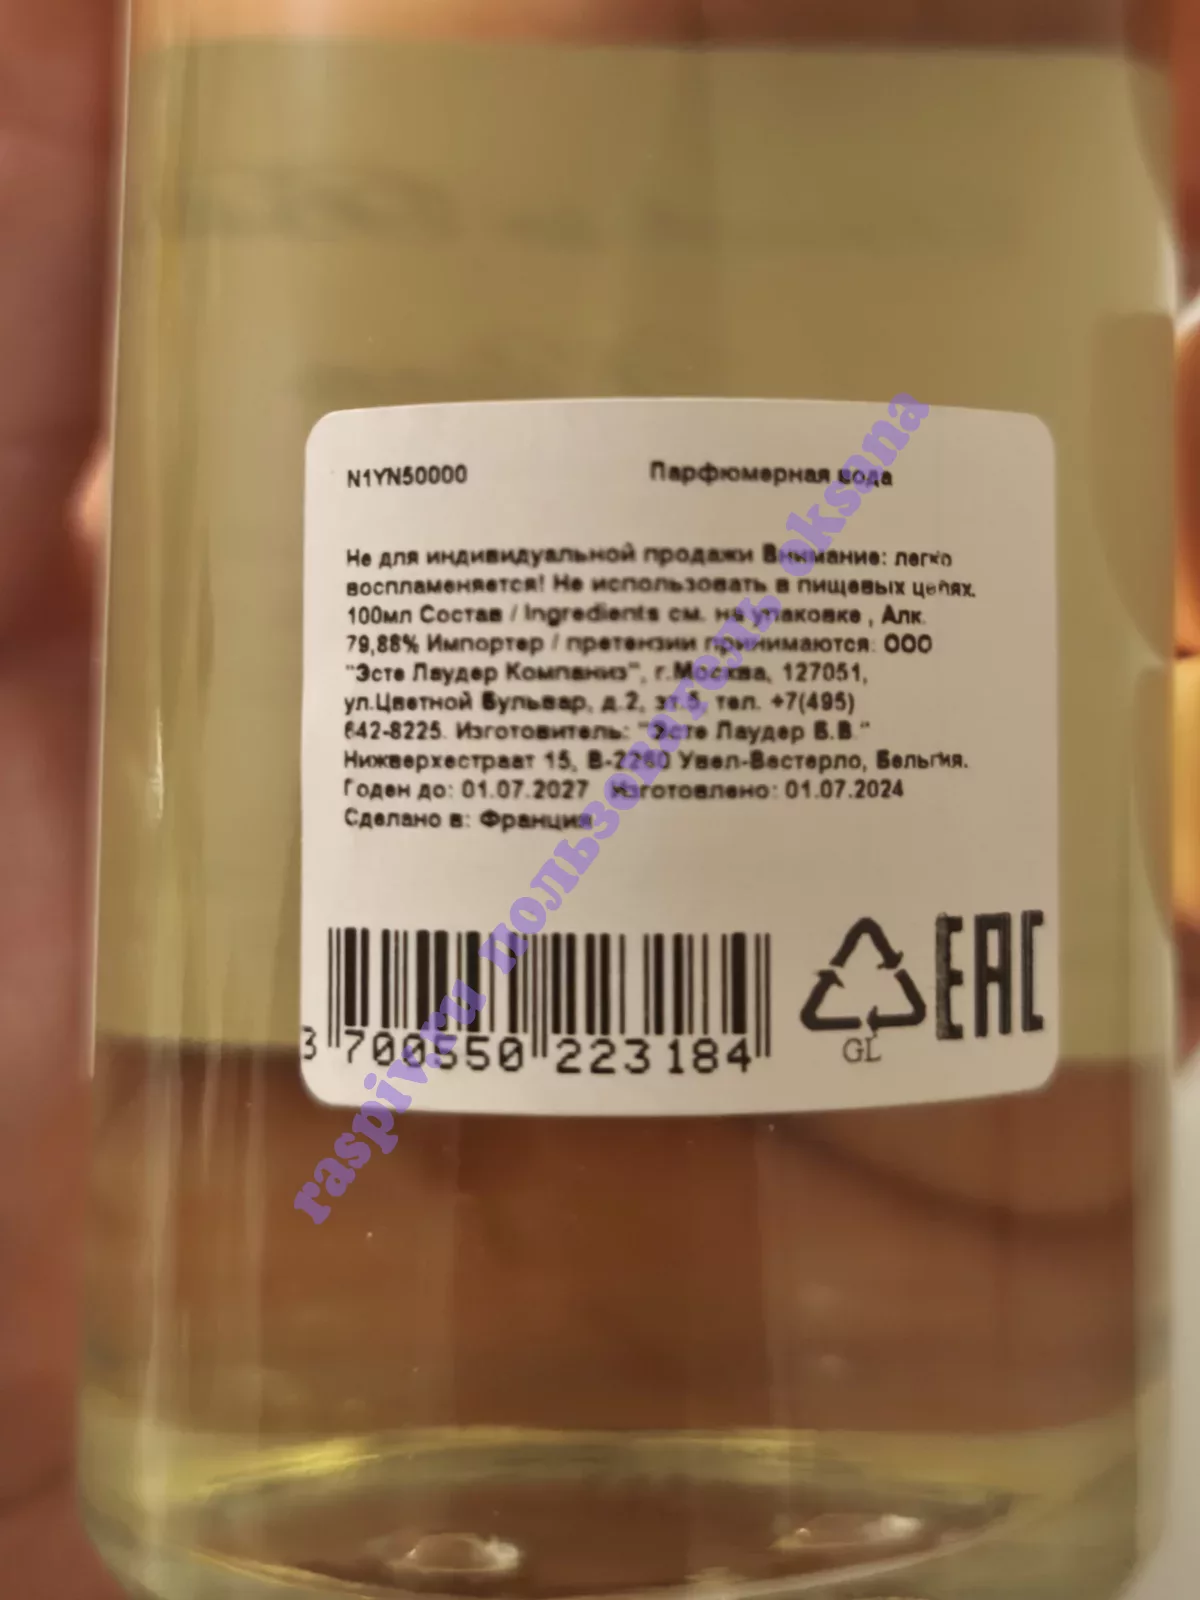 N1YN50000 Парфюмерная вода
Не для индивидуальной продажи Внимание: легко
воспламеняется! Не использовать в пищевых целях.
100мл Состав / Ingredients см. на упаковке , Алк.
79,88% Импортер / претензии принимаются: ООО
"Эсте Лаудер Компаниз", г.Москва, 127051,
ул.Цветной Бульвар, д.2, эт.5, тел. +7(495)
642-8225. Изготовитель: "Эсте Лаудер Б.В."
Нижверхестраат 15, В-2260 Увел-Вестерло, Бельгия.
Годен до: 01.07.2027 Изготовлено: 01.07.2024
Сделано в: Франция
3 700550 223184
GL
EAC
raspiv.ru пользователь oksana